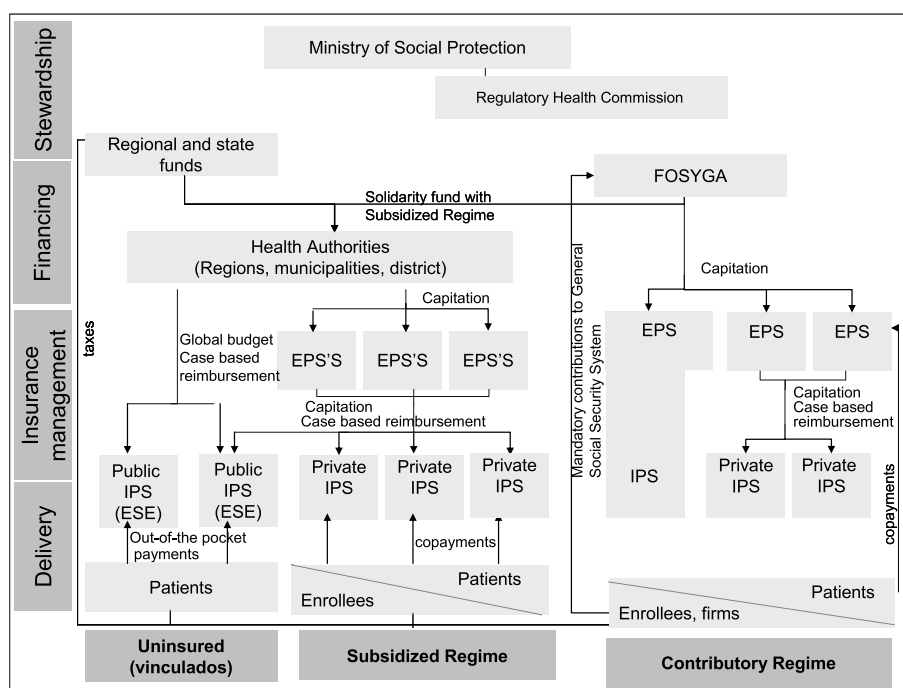 Stewardship
Ministry of Social Protection
Regulatory Health Commission
Regional and state
funds
Financing
FOSYGA
Solidarity fund with
Subsidized Regime
Health Authorities
(Regions, municipalities, district)
Capitation
Capitation
taxes
Mandatory contributions to General
Social Security System
Insurance
management
Global budget
Case based
reimbursement
EPS'S
EPS'S
EPS'S
EPS
EPS
EPS
Capitation
Case based reimbursement
Capitation
Case based
reimbursement
Public
IPS
(ESE)
Public
IPS
(ESE)
Private
IPS
Private
IPS
Private
IPS
IPS
Private
IPS
Private
IPS
copayments
Delivery
Out-of-the pocket
payments
copayments
Patients
Enrollees
Patients
Enrollees, firms
Patients
Uninsured
(vinculados)
Subsidized Regime
Contributory Regime